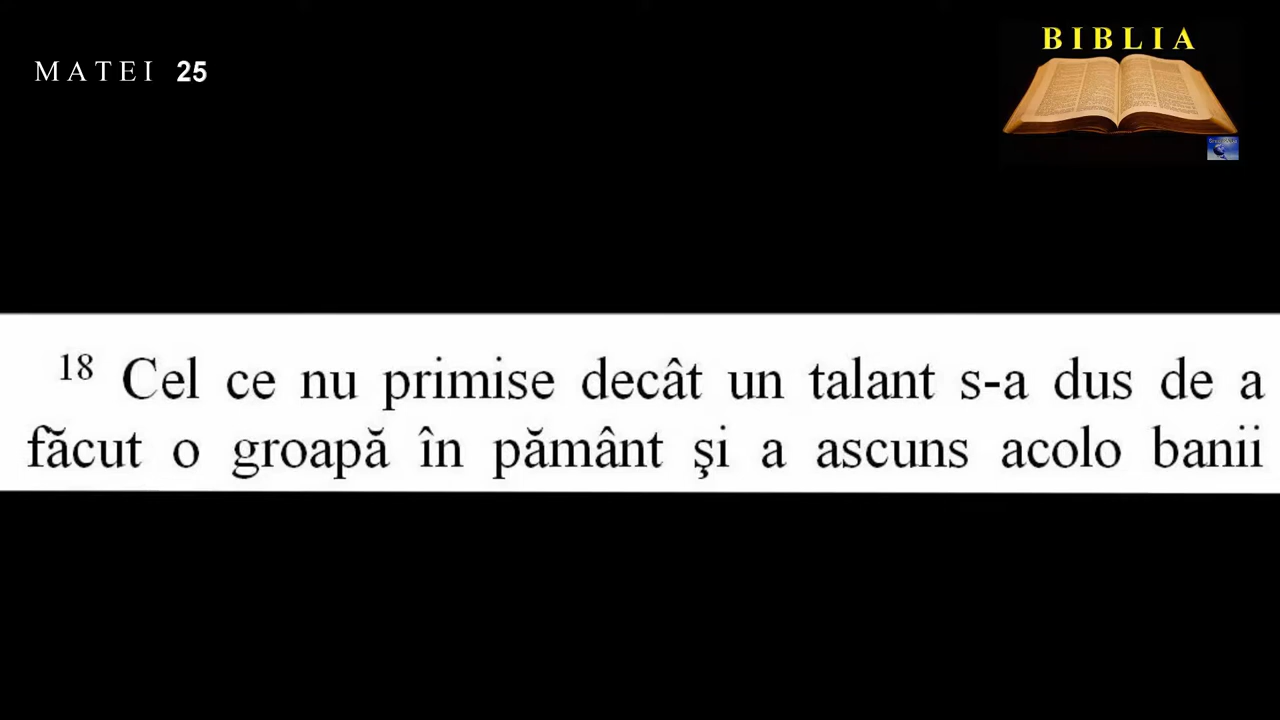 BIBLIA
MATEI 25
18 Cel ce nu primise decât un talant s-a dus de a
făcut o groapă în pământ şi a ascuns acolo banii